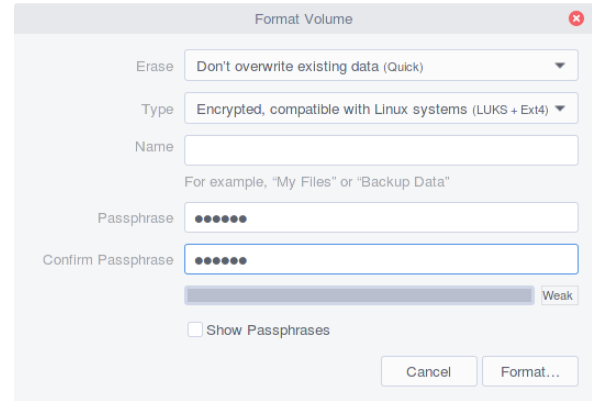 Format Volume
Erase Don't overwrite existing data (Quick)
Type Encrypted, compatible with Linux systems (LUKS + Ext4)
Name
For example, “My Files” or “Backup Data”
Passphrase ●●●●●●
Confirm Passphrase ●●●●●●
Weak
Show Passphrases
Cancel Format…